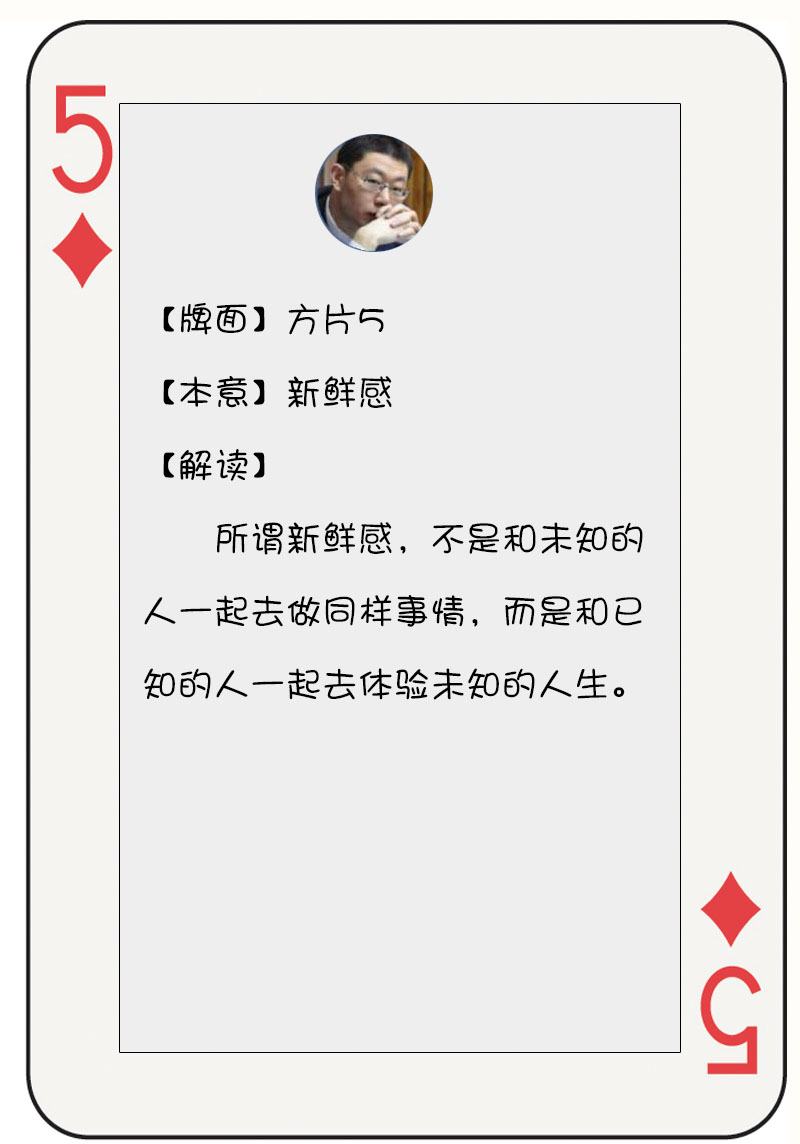 5
【牌面】方片5
【本意】新鲜感
【解读】
所谓新鲜感，不是和未知的
人一起去做同样事情，而是和已
知的人一起去体验未知的人生。
5